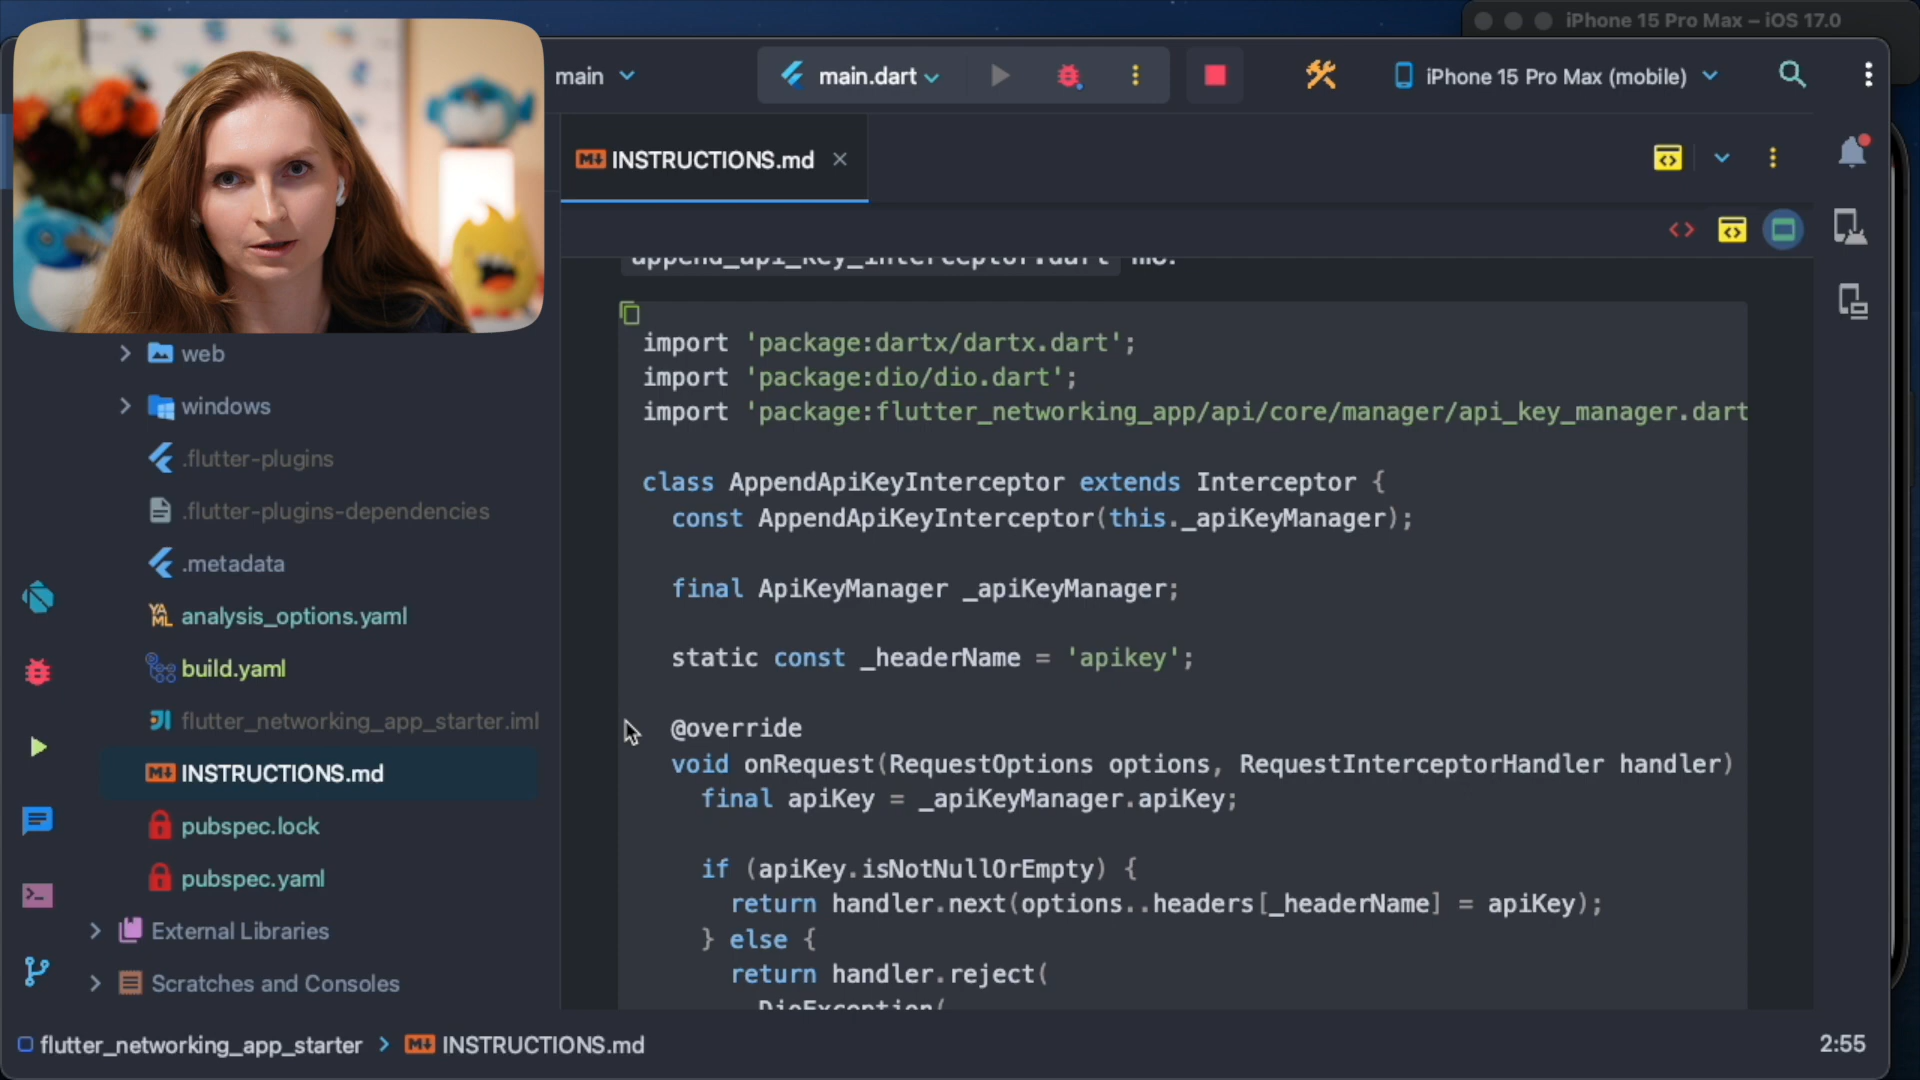 iPhone 15 Pro Max – iOS 17.0
main
main.dart
iPhone 15 Pro Max (mobile)
INSTRUCTIONS.md
append_api_key_interceptor.dart
import 'package:dartx/dartx.dart';
import 'package:dio/dio.dart';
import 'package:flutter_networking_app/api/core/manager/api_key_manager.dart
class AppendApiKeyInterceptor extends Interceptor {
const AppendApiKeyInterceptor(this._apiKeyManager);
final ApiKeyManager _apiKeyManager;
static const _headerName = 'apikey';
@override
void onRequest(RequestOptions options, RequestInterceptorHandler handler)
final apiKey = _apiKeyManager.apiKey;
if (apiKey.isNotNullOrEmpty) {
return handler.next(options..headers[_headerName] = apiKey);
} else {
return handler.reject(
DioException(
web
windows
.flutter-plugins
.flutter-plugins-dependencies
.metadata
analysis_options.yaml
build.yaml
flutter_networking_app_starter.iml
INSTRUCTIONS.md
pubspec.lock
pubspec.yaml
External Libraries
Scratches and Consoles
flutter_networking_app_starter > INSTRUCTIONS.md
2:55